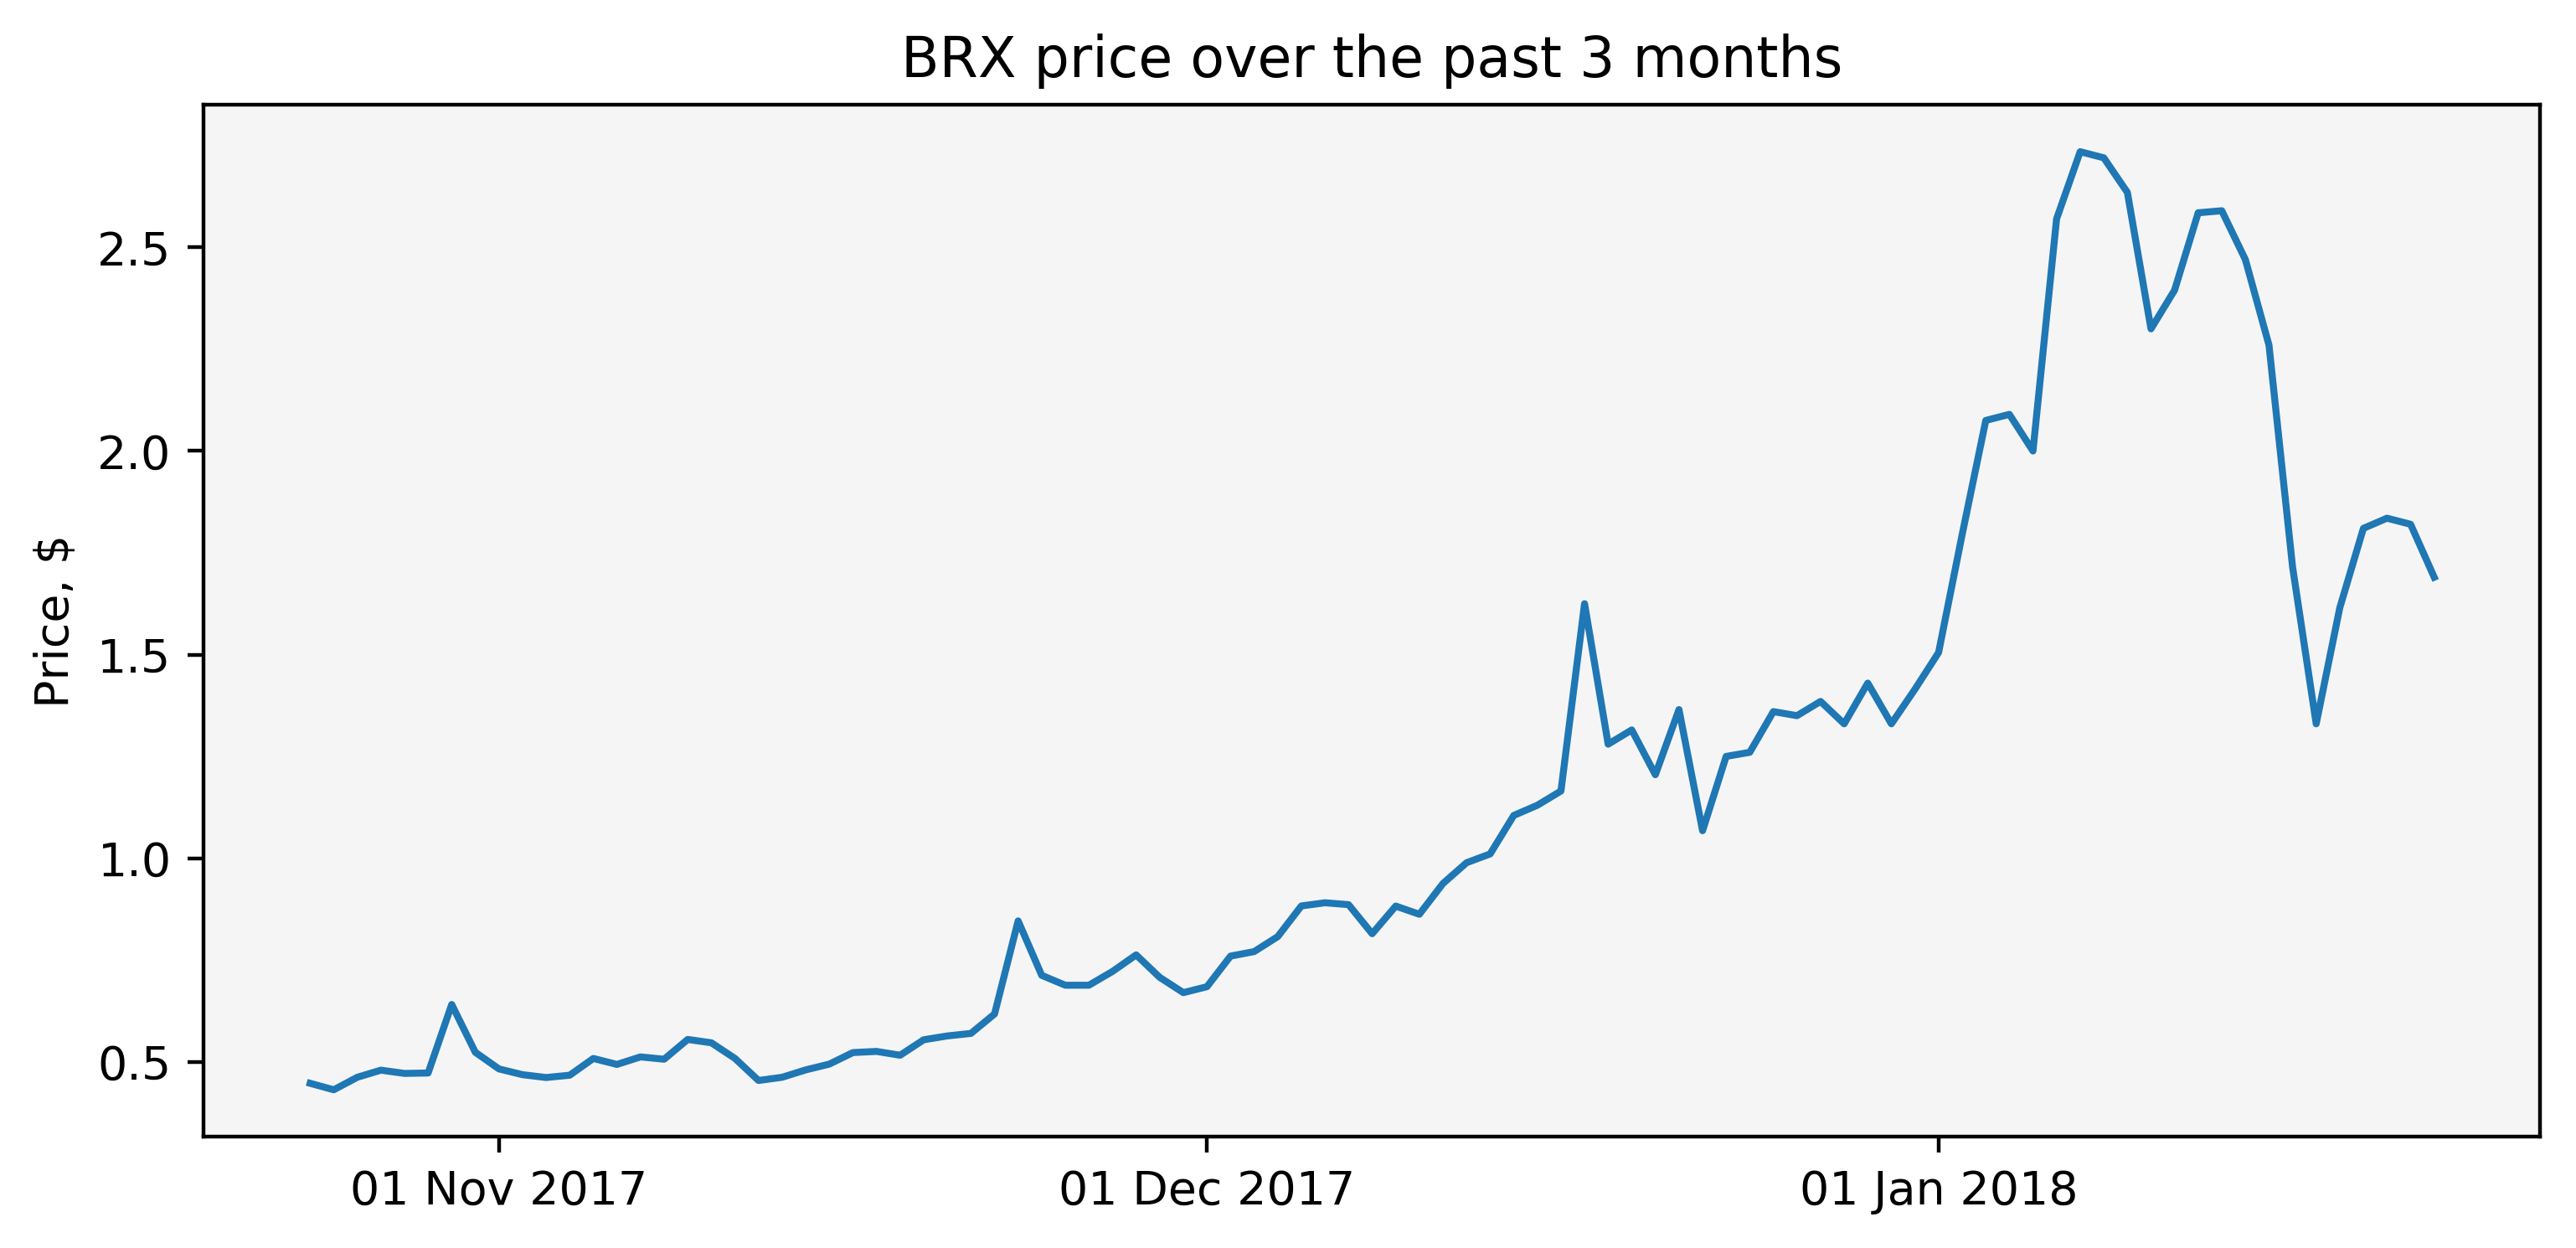 BRX price over the past 3 months
Price, $
2.5
2.0
1.5
1.0
0.5
01 Nov 2017
01 Dec 2017
01 Jan 2018